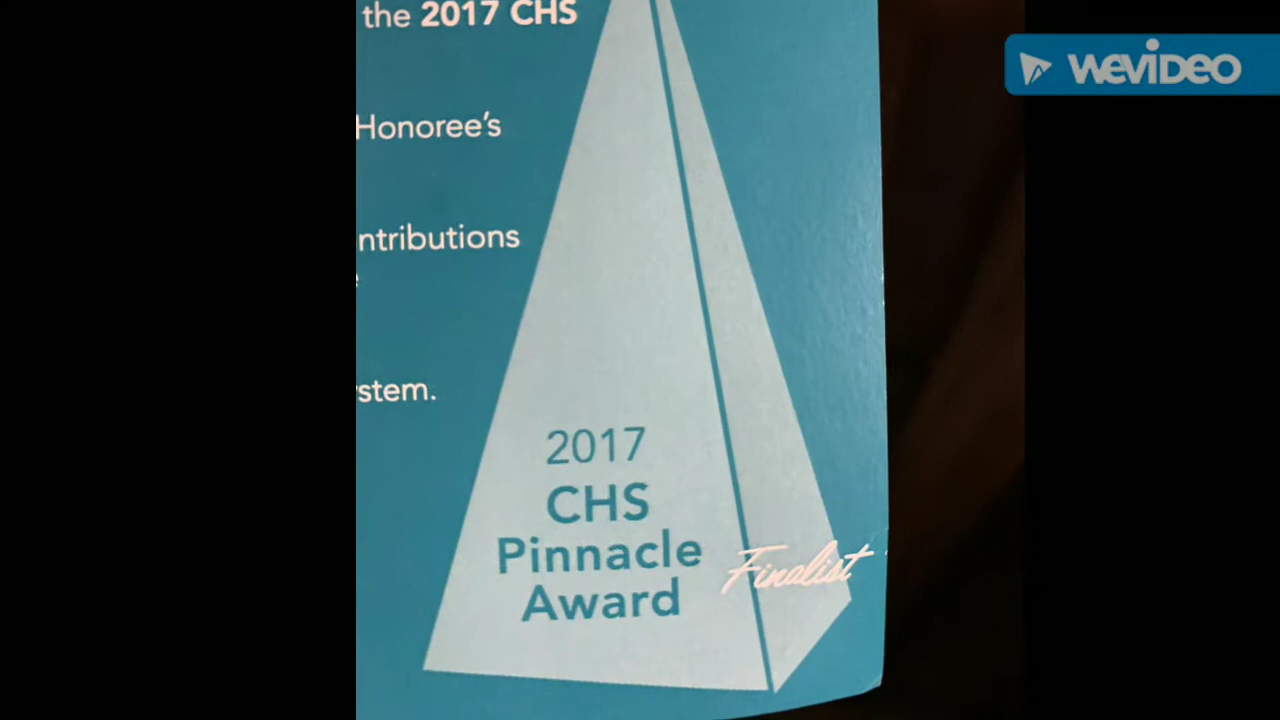 the 2017 CHS
WEVIDEO
Honoree's
ntributions
stem.
2017
CHS
Pinnacle
Award
Finalist